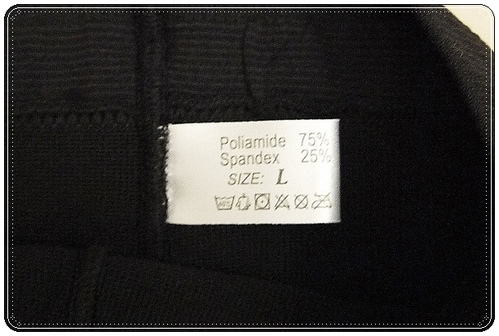 Poliamide 75%
Spandex 25%
SIZE: L